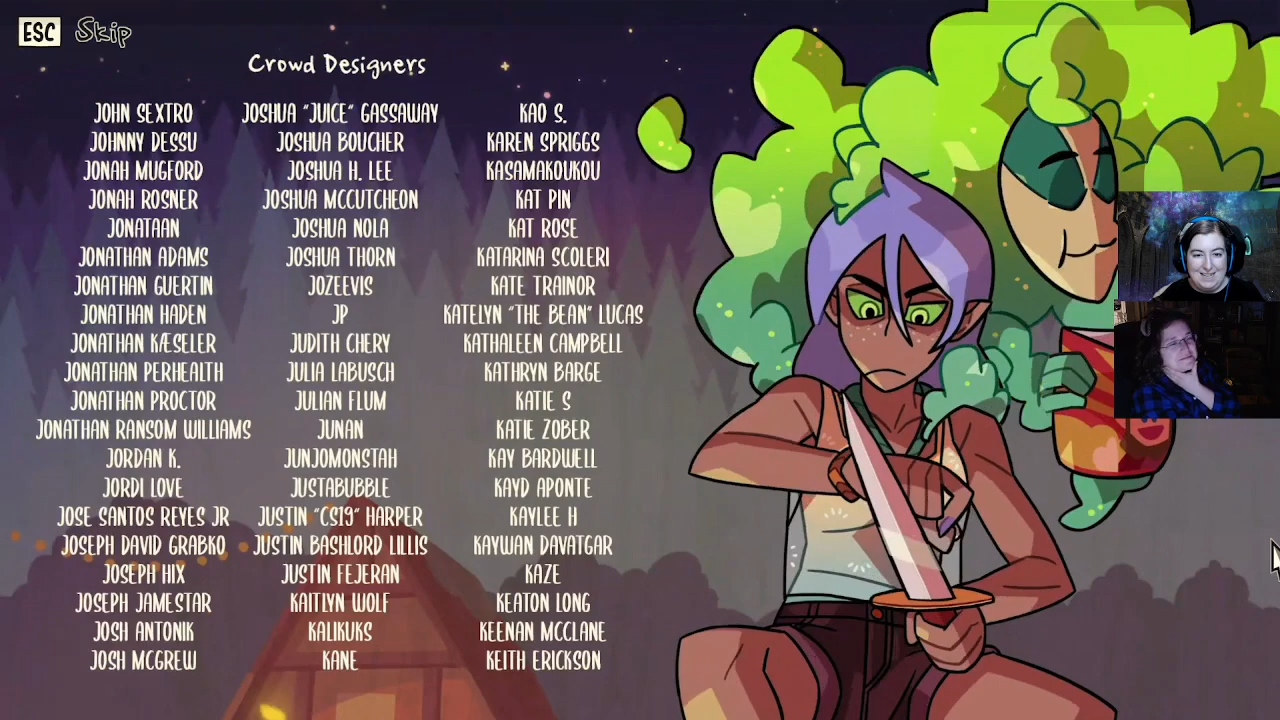 ESC Skip
Crowd Designers
JOHN SEXTRO
JOHNNY DESSU
JONAH MUGFORD
JONAH ROSNER
JONATAAN
JONATHAN ADAMS
JONATHAN GUERTIN
JONATHAN HADEN
JONATHAN KÆSELER
JONATHAN PERHEALTH
JONATHAN PROCTOR
JONATHAN RANSOM WILLIAMS
JORDAN K.
JORDI LOVE
JOSE SANTOS REYES JR
JOSEPH DAVID GRABKO
JOSEPH HIX
JOSEPH JAMESTAR
JOSH ANTONIK
JOSH MCGREW
JOSHUA "JUICE" GASSAWAY
JOSHUA BOUCHER
JOSHUA H. LEE
JOSHUA MCCUTCHEON
JOSHUA NOLA
JOSHUA THORN
JOZEEVIS
JP
JUDITH CHERY
JULIA LABUSCH
JULIAN FLUM
JUNAN
JUNJOMONSTAH
JUSTABUBBLE
JUSTIN "CS19" HARPER
JUSTIN BASHLORD LILLIS
JUSTIN FEJERAN
KAITLYN WOLF
KALIKUKS
KANE
KAO S.
KAREN SPRIGGS
KASAMAKOUKOU
KAT PIN
KAT ROSE
KATARINA SCOLERI
KATE TRAINOR
KATELYN "THE BEAN" LUCAS
KATHALEEN CAMPBELL
KATHRYN BARGE
KATIE S
KATIE ZOBER
KAY BARDWELL
KAYD APONTE
KAYLEE H
KAYWAN DAVATGAR
KAZE
KEATON LONG
KEENAN MCCLANE
KEITH ERICKSON